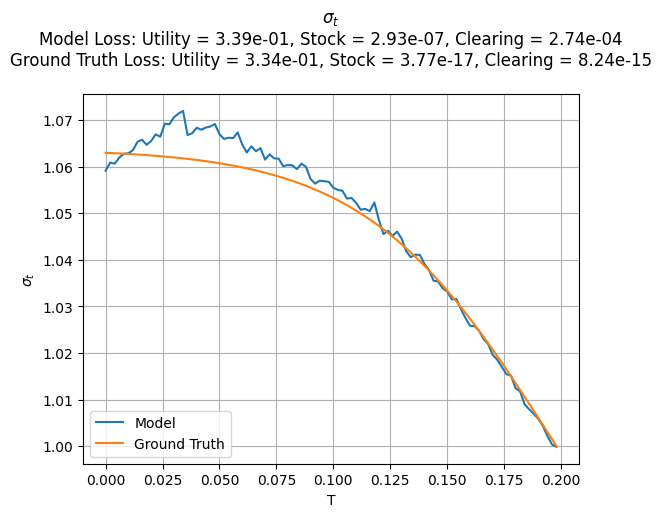 σt
Model Loss: Utility = 3.39e-01, Stock = 2.93e-07, Clearing = 2.74e-04
Ground Truth Loss: Utility = 3.34e-01, Stock = 3.77e-17, Clearing = 8.24e-15
1.07
1.06
1.05
1.04
1.03
1.02
1.01
1.00
σt
Model
Ground Truth
0.000 0.025 0.050 0.075 0.100 0.125 0.150 0.175 0.200
T